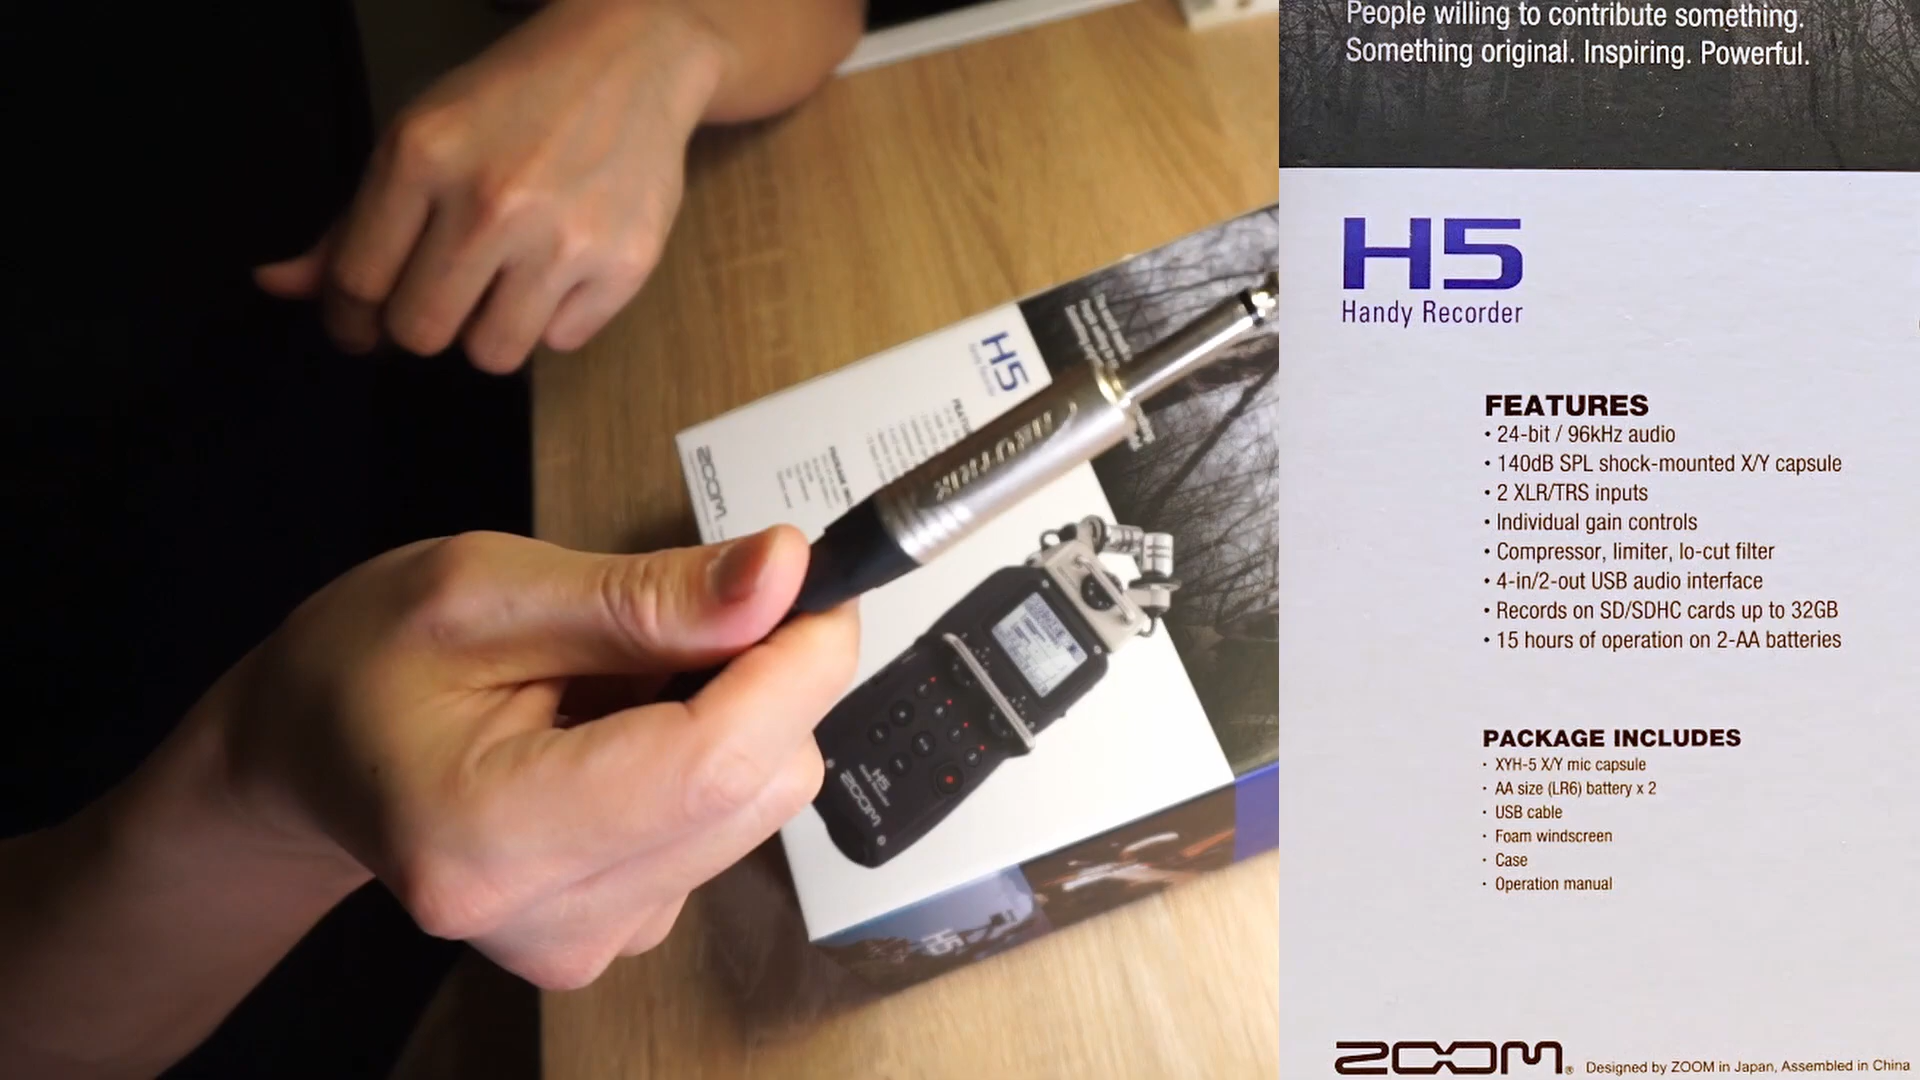 H5
ZOOM
H5
ZOOM
H5
People willing to contribute something.
Something original. Inspiring. Powerful.
H5
Handy Recorder
FEATURES
• 24-bit / 96kHz audio
• 140dB SPL shock-mounted X/Y capsule
• 2 XLR/TRS inputs
• Individual gain controls
• Compressor, limiter, lo-cut filter
• 4-in/2-out USB audio interface
• Records on SD/SDHC cards up to 32GB
• 15 hours of operation on 2-AA batteries
PACKAGE INCLUDES
· XYH-5 X/Y mic capsule
· AA size (LR6) battery x 2
· USB cable
· Foam windscreen
· Case
· Operation manual
ZOOM® Designed by ZOOM in Japan, Assembled in China